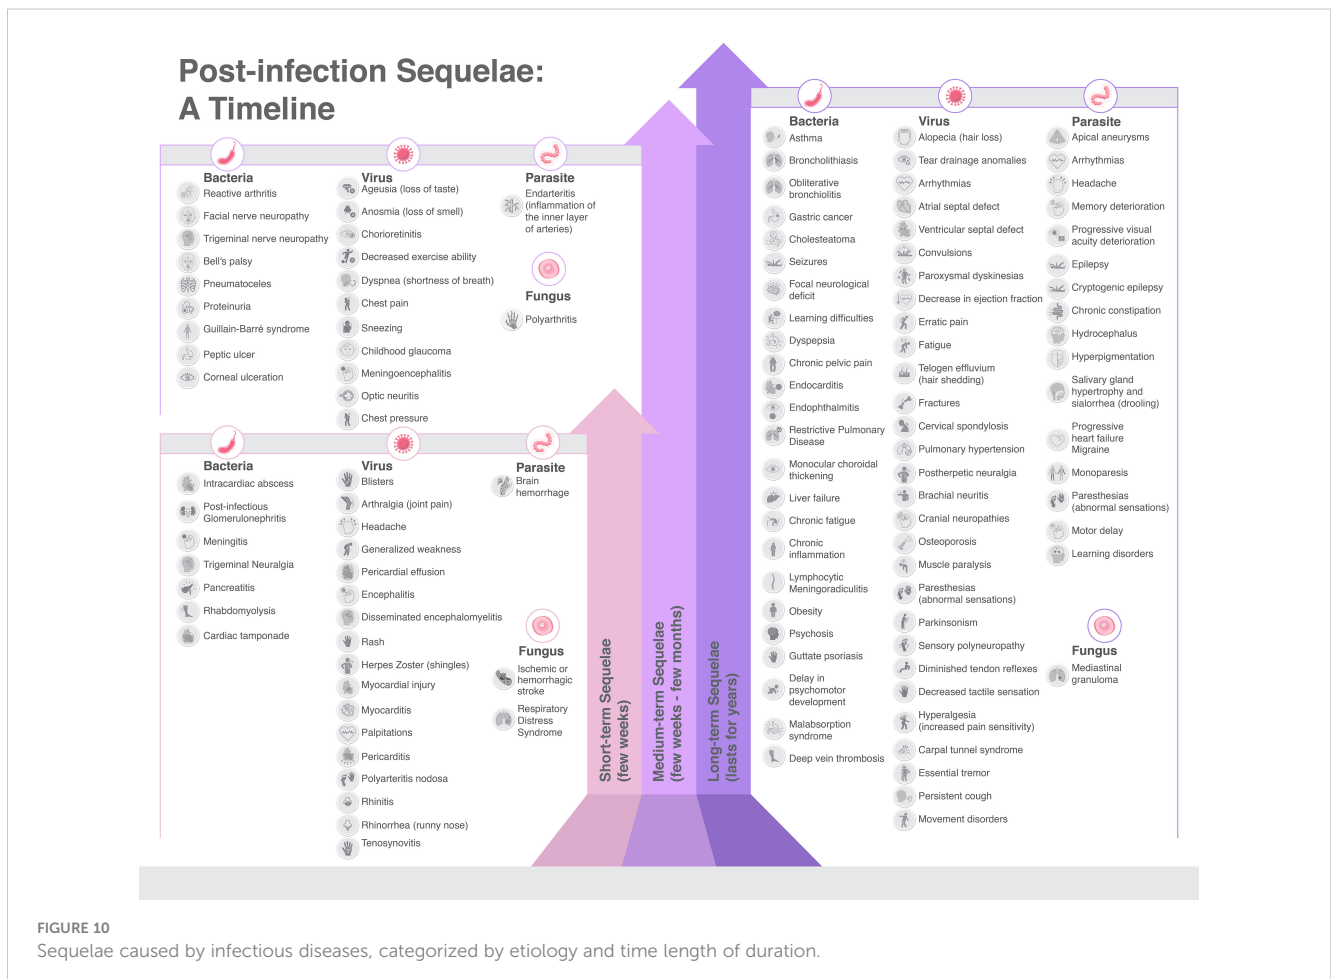 Post-infection Sequelae:
A Timeline
Bacteria
Reactive arthritis
Facial nerve neuropathy
Trigeminal nerve neuropathy
Bell's palsy
Pneumatoceles
Proteinuria
Guillain-Barré syndrome
Peptic ulcer
Corneal ulceration
Virus
Ageusia (loss of taste)
Anosmia (loss of smell)
Chorioretinitis
Decreased exercise ability
Dyspnea (shortness of breath)
Chest pain
Sneezing
Childhood glaucoma
Meningoencephalitis
Optic neuritis
Chest pressure
Parasite
Endarteritis
(inflammation of
the inner layer
of arteries)
Fungus
Polyarthritis
Bacteria
Intracardiac abscess
Post-infectious
Glomerulonephritis
Meningitis
Trigeminal Neuralgia
Pancreatitis
Rhabdomyolysis
Cardiac tamponade
Virus
Blisters
Arthralgia (joint pain)
Headache
Generalized weakness
Pericardial effusion
Encephalitis
Disseminated encephalomyelitis
Rash
Herpes Zoster (shingles)
Myocardial injury
Myocarditis
Palpitations
Pericarditis
Polyarteritis nodosa
Rhinitis
Rhinorrhea (runny nose)
Tenosynovitis
Parasite
Brain
hemorrhage
Fungus
Ischemic or
hemorrhagic
stroke
Respiratory
Distress
Syndrome
Short-term Sequelae
(few weeks)
Medium-term Sequelae
(few weeks - few months)
Long-term Sequelae
(lasts for years)
Bacteria
Asthma
Broncholithiasis
Obliterative
bronchiolitis
Gastric cancer
Cholesteatoma
Seizures
Focal neurological
deficit
Learning difficulties
Dyspepsia
Chronic pelvic pain
Endocarditis
Endophthalmitis
Restrictive Pulmonary
Disease
Monocular choroidal
thickening
Liver failure
Chronic fatigue
Chronic
inflammation
Lymphocytic
Meningoradiculitis
Obesity
Psychosis
Guttate psoriasis
Delay in
psychomotor
development
Malabsorption
syndrome
Deep vein thrombosis
Virus
Alopecia (hair loss)
Tear drainage anomalies
Arrhythmias
Atrial septal defect
Ventricular septal defect
Convulsions
Paroxysmal dyskinesias
Decrease in ejection fraction
Erratic pain
Fatigue
Telogen effluvium
(hair shedding)
Fractures
Cervical spondylosis
Pulmonary hypertension
Postherpetic neuralgia
Brachial neuritis
Cranial neuropathies
Osteoporosis
Muscle paralysis
Paresthesias
(abnormal sensations)
Parkinsonism
Sensory polyneuropathy
Diminished tendon reflexes
Decreased tactile sensation
Hyperalgesia
(increased pain sensitivity)
Carpal tunnel syndrome
Essential tremor
Persistent cough
Movement disorders
Parasite
Apical aneurysms
Arrhythmias
Headache
Memory deterioration
Progressive visual
acuity deterioration
Epilepsy
Cryptogenic epilepsy
Chronic constipation
Hydrocephalus
Hyperpigmentation
Salivary gland
hypertrophy and
sialorrhea (drooling)
Progressive
heart failure
Migraine
Monoparesis
Paresthesias
(abnormal sensations)
Motor delay
Learning disorders
Fungus
Mediastinal
granuloma
FIGURE 10
Sequelae caused by infectious diseases, categorized by etiology and time length of duration.